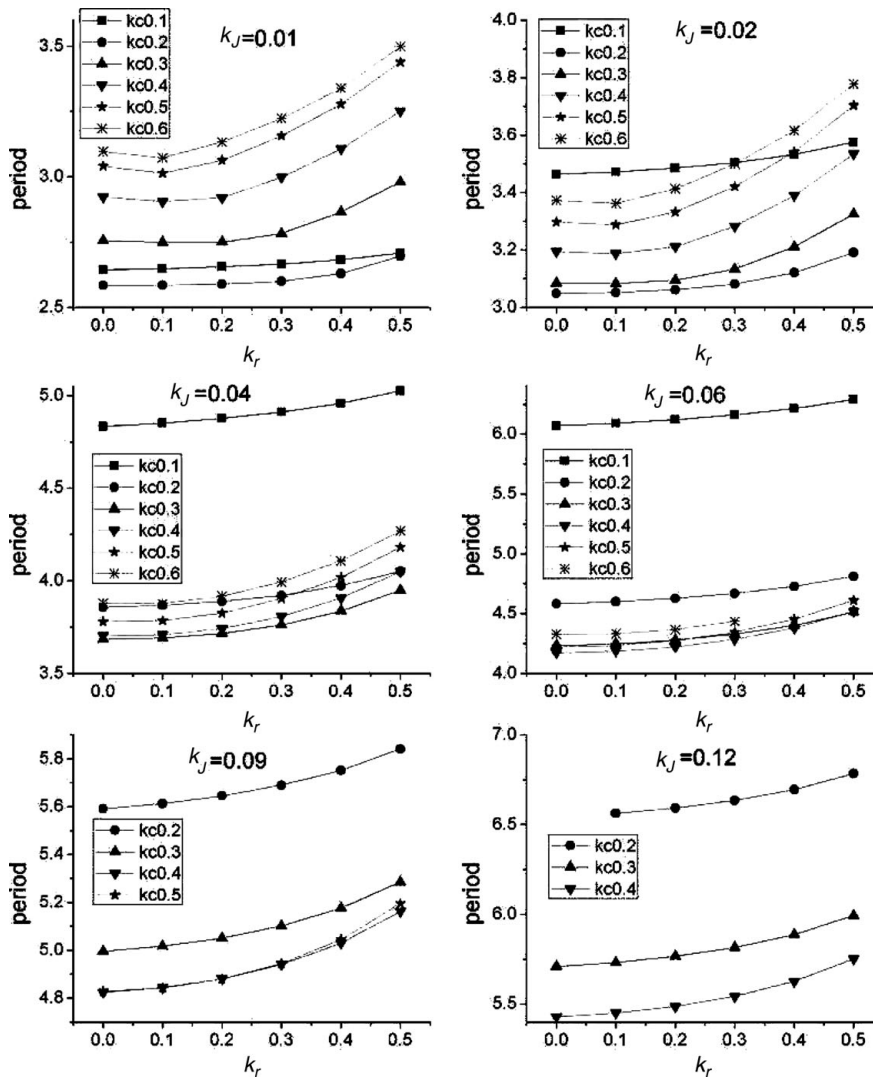 k_J=0.01
kc0.1
kc0.2
kc0.3
kc0.4
kc0.5
kc0.6
3.5
3.0
2.5
period
0.0 0.1 0.2 0.3 0.4 0.5
k_r
k_J=0.02
kc0.1
kc0.2
kc0.3
kc0.4
kc0.5
kc0.6
4.0
3.8
3.6
3.4
3.2
3.0
period
0.0 0.1 0.2 0.3 0.4 0.5
k_r
k_J=0.04
kc0.1
kc0.2
kc0.3
kc0.4
kc0.5
kc0.6
5.0
4.5
4.0
3.5
period
0.0 0.1 0.2 0.3 0.4 0.5
k_r
k_J=0.06
kc0.1
kc0.2
kc0.3
kc0.4
kc0.5
kc0.6
6.0
5.5
5.0
4.5
4.0
period
0.0 0.1 0.2 0.3 0.4 0.5
k_r
k_J=0.09
kc0.2
kc0.3
kc0.4
kc0.5
5.8
5.6
5.4
5.2
5.0
4.8
period
0.0 0.1 0.2 0.3 0.4 0.5
k_r
k_J=0.12
kc0.2
kc0.3
kc0.4
7.0
6.5
6.0
5.5
period
0.0 0.1 0.2 0.3 0.4 0.5
k_r